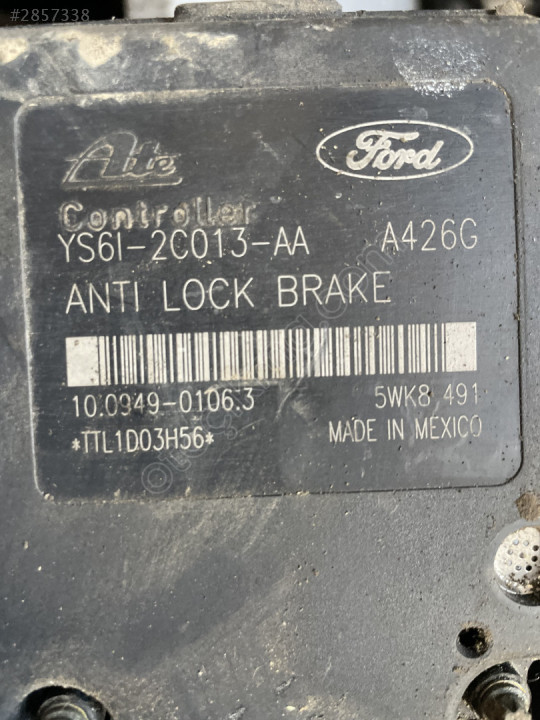 #2857338
Ate Ford
Controller
YS6I-2C013-AA A426G
ANTI LOCK BRAKE
10.0949-0106.3 5WK8 491
*TTL1D03H56* MADE IN MEXICO